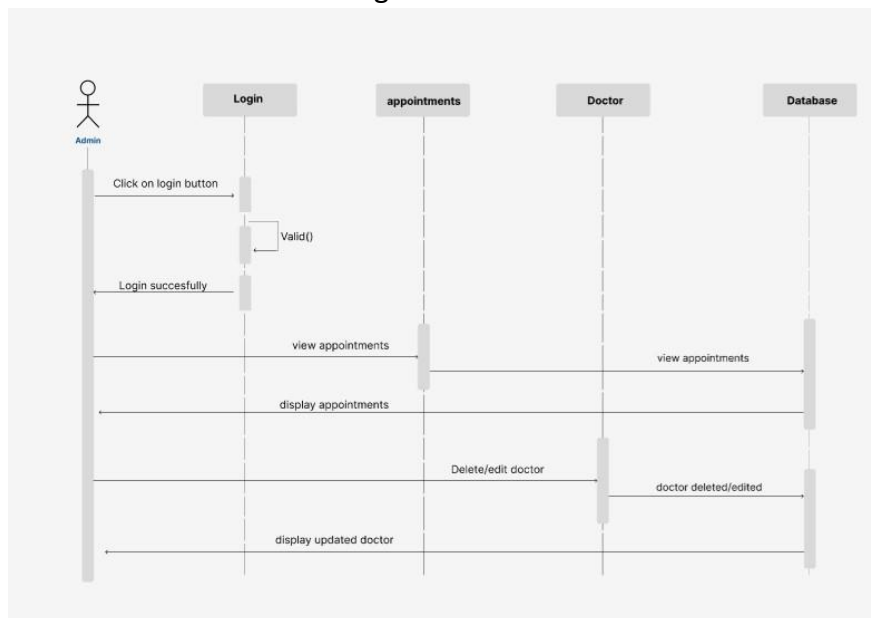 Login
appointments
Doctor
Database
Admin
Click on login button
Valid()
Login succesfully
view appointments
view appointments
display appointments
Delete/edit doctor
doctor deleted/edited
display updated doctor